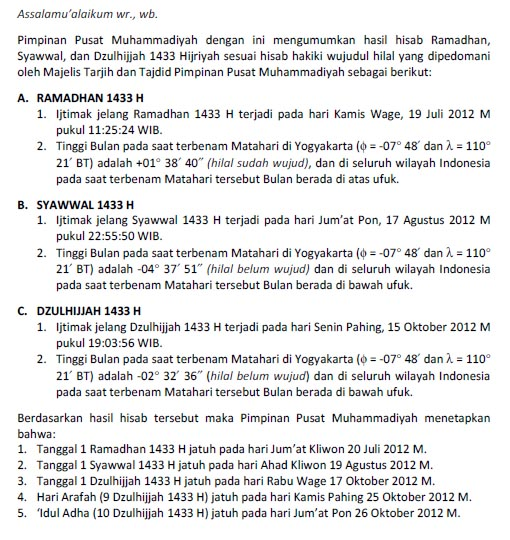 Assalamu’alaikum wr., wb.
Pimpinan Pusat Muhammadiyah dengan ini mengumumkan hasil hisab Ramadhan,
Syawwal, dan Dzulhijjah 1433 Hijriyah sesuai hisab hakiki wujudul hilal yang dipedomani
oleh Majelis Tarjih dan Tajdid Pimpinan Pusat Muhammadiyah sebagai berikut:
A. RAMADHAN 1433 H
1. Ijtimak jelang Ramadhan 1433 H terjadi pada hari Kamis Wage, 19 Juli 2012 M
pukul 11:25:24 WIB.
2. Tinggi Bulan pada saat terbenam Matahari di Yogyakarta (ϕ = -07° 48′ dan λ = 110°
21′ BT) adalah +01° 38′ 40″ (hilal sudah wujud), dan di seluruh wilayah Indonesia
pada saat terbenam Matahari tersebut Bulan berada di atas ufuk.
B. SYAWWAL 1433 H
1. Ijtimak jelang Syawwal 1433 H terjadi pada hari Jum’at Pon, 17 Agustus 2012 M
pukul 22:55:50 WIB.
2. Tinggi Bulan pada saat terbenam Matahari di Yogyakarta (ϕ = -07° 48′ dan λ = 110°
21′ BT) adalah -04° 37′ 51″ (hilal belum wujud) dan di seluruh wilayah Indonesia
pada saat terbenam Matahari tersebut Bulan berada di bawah ufuk.
C. DZULHIJJAH 1433 H
1. Ijtimak jelang Dzulhijjah 1433 H terjadi pada hari Senin Pahing, 15 Oktober 2012 M
pukul 19:03:56 WIB.
2. Tinggi Bulan pada saat terbenam Matahari di Yogyakarta (ϕ = -07° 48′ dan λ = 110°
21′ BT) adalah -02° 32′ 36″ (hilal belum wujud) dan di seluruh wilayah Indonesia
pada saat terbenam Matahari tersebut Bulan berada di bawah ufuk.
Berdasarkan hasil hisab tersebut maka Pimpinan Pusat Muhammadiyah menetapkan
bahwa:
1. Tanggal 1 Ramadhan 1433 H jatuh pada hari Jum’at Kliwon 20 Juli 2012 M.
2. Tanggal 1 Syawwal 1433 H jatuh pada hari Ahad Kliwon 19 Agustus 2012 M.
3. Tanggal 1 Dzulhijjah 1433 H jatuh pada hari Rabu Wage 17 Oktober 2012 M.
4. Hari Arafah (9 Dzulhijjah 1433 H) jatuh pada hari Kamis Pahing 25 Oktober 2012 M.
5. ‘Idul Adha (10 Dzulhijjah 1433 H) jatuh pada hari Jum’at Pon 26 Oktober 2012 M.